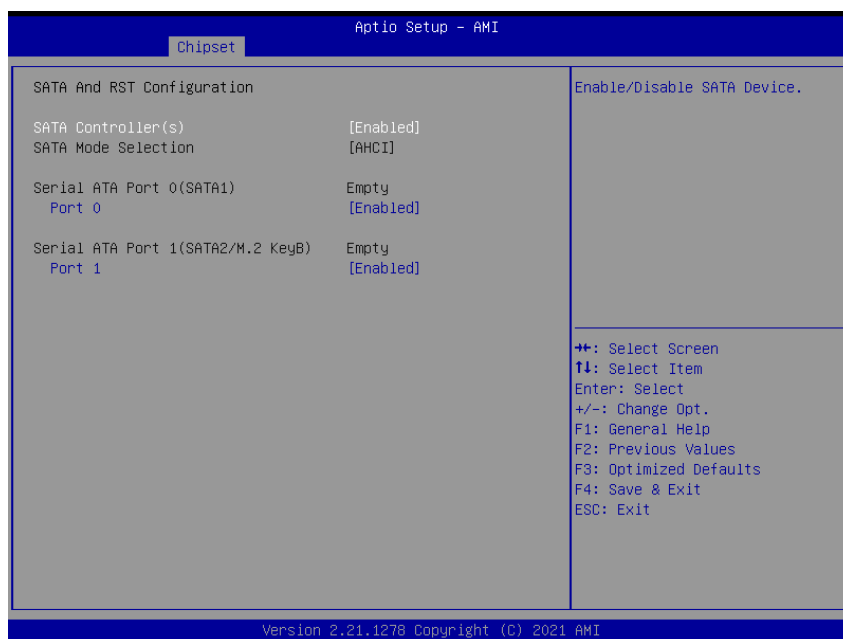 Aptio Setup – AMI
Chipset
SATA And RST Configuration
SATA Controller(s) [Enabled]
SATA Mode Selection [AHCI]
Serial ATA Port 0(SATA1) Empty
Port 0 [Enabled]
Serial ATA Port 1(SATA2/M.2 KeyB) Empty
Port 1 [Enabled]
Enable/Disable SATA Device.
→←: Select Screen
↑↓: Select Item
Enter: Select
+/-: Change Opt.
F1: General Help
F2: Previous Values
F3: Optimized Defaults
F4: Save & Exit
ESC: Exit
Version 2.21.1278 Copyright (C) 2021 AMI